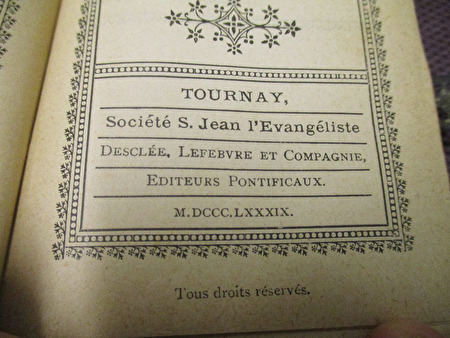 TOURNAY,
Société S. Jean l'Evangéliste
DESCLÉE, LEFEBVRE ET COMPAGNIE,
EDITEURS PONTIFICAUX.
M.DCCC.LXXXIX.
Tous droits réservés.